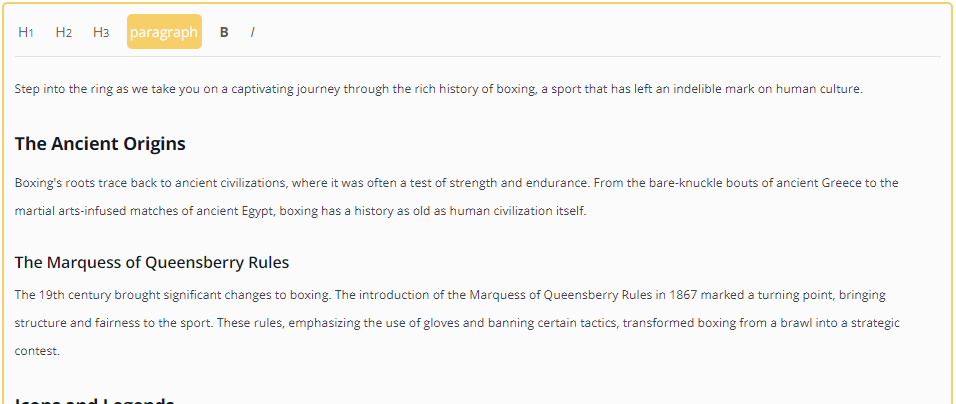 H1 H2 H3 paragraph B I
Step into the ring as we take you on a captivating journey through the rich history of boxing, a sport that has left an indelible mark on human culture.
The Ancient Origins
Boxing's roots trace back to ancient civilizations, where it was often a test of strength and endurance. From the bare-knuckle bouts of ancient Greece to the
martial arts-infused matches of ancient Egypt, boxing has a history as old as human civilization itself.
The Marquess of Queensberry Rules
The 19th century brought significant changes to boxing. The introduction of the Marquess of Queensberry Rules in 1867 marked a turning point, bringing
structure and fairness to the sport. These rules, emphasizing the use of gloves and banning certain tactics, transformed boxing from a brawl into a strategic
contest.
Icons and Legends